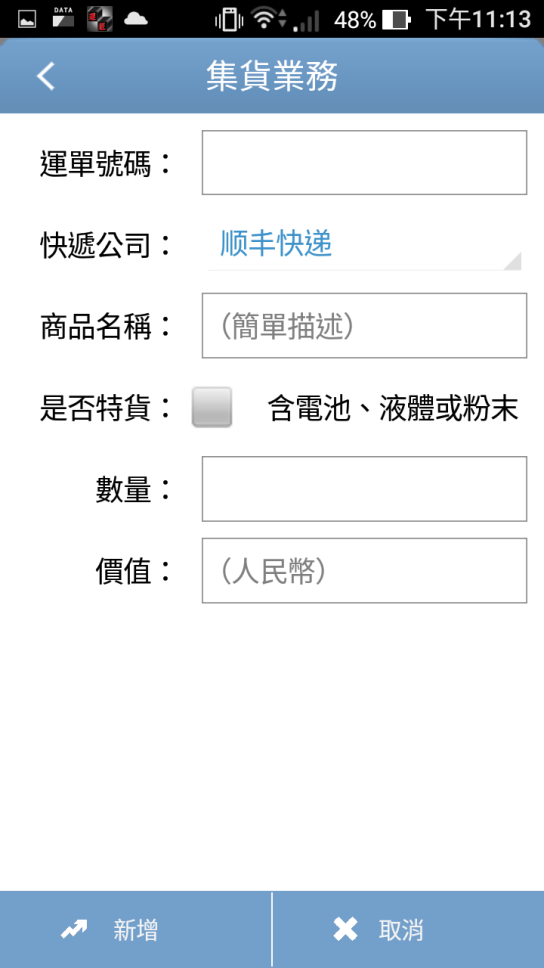 DATA
48%
下午11:13
集貨業務
運單號碼：
快遞公司：
顺丰快递
商品名稱：
（簡單描述）
是否特貨：
含電池、液體或粉末
數量：
價值：
（人民幣）
新增
取消